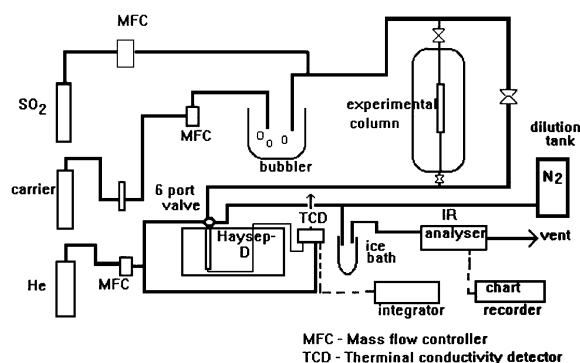 MFC
SO2
MFC
bubbler
experimental
column
dilution
tank
N2
carrier
6 port
valve
TCD
Haysep-
D
ice
bath
IR
analyser
vent
He
MFC
integrator
chart
recorder
MFC - Mass flow controller
TCD - Therminal conductivity detector